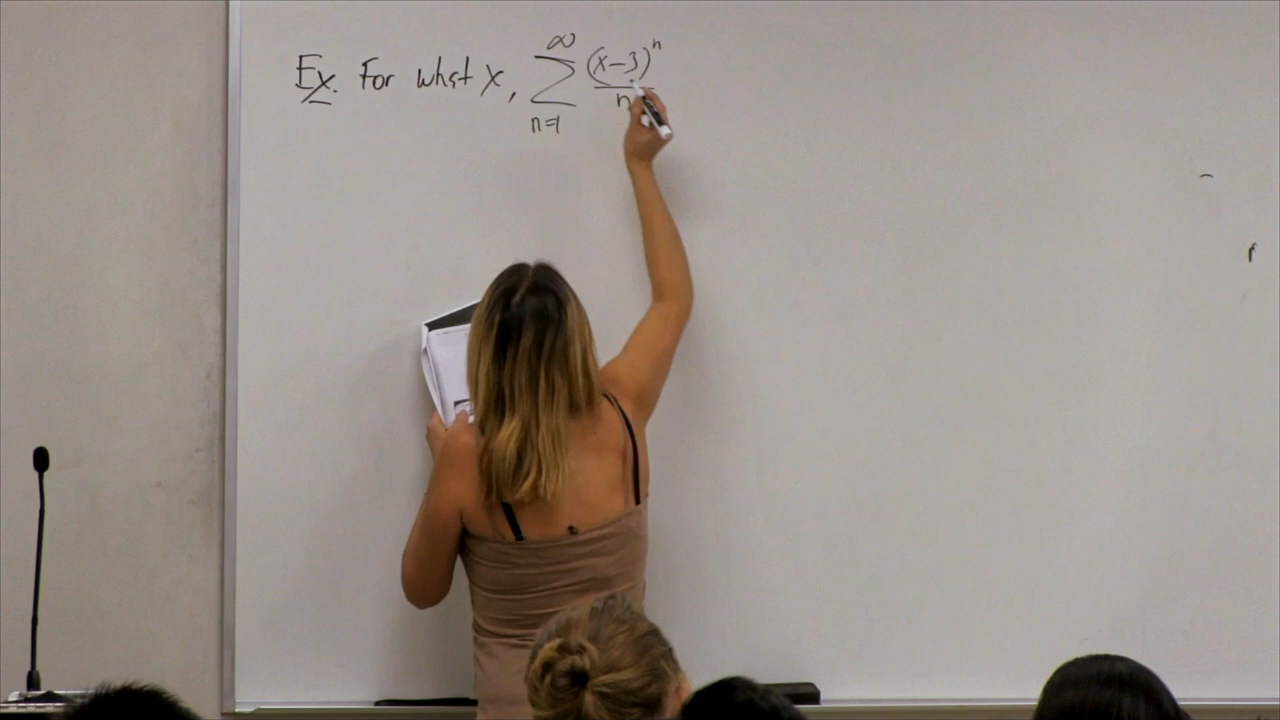 Ex. For what x, ∞ ∑ n=1 (x-3)^n / n